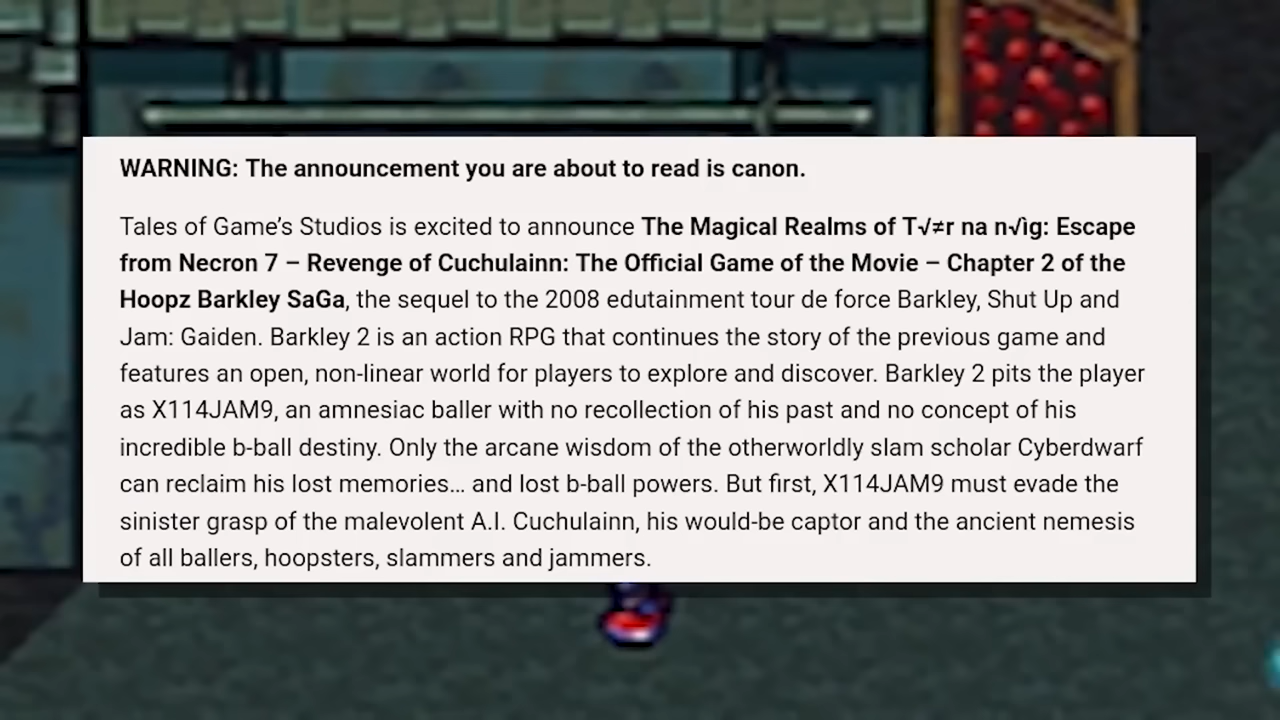 WARNING: The announcement you are about to read is canon.
Tales of Game’s Studios is excited to announce The Magical Realms of T√≠r na n√ìg: Escape
from Necron 7 – Revenge of Cuchulainn: The Official Game of the Movie – Chapter 2 of the
Hoopz Barkley SaGa, the sequel to the 2008 edutainment tour de force Barkley, Shut Up and
Jam: Gaiden. Barkley 2 is an action RPG that continues the story of the previous game and
features an open, non-linear world for players to explore and discover. Barkley 2 pits the player
as X114JAM9, an amnesiac baller with no recollection of his past and no concept of his
incredible b-ball destiny. Only the arcane wisdom of the otherworldly slam scholar Cyberdwarf
can reclaim his lost memories… and lost b-ball powers. But first, X114JAM9 must evade the
sinister grasp of the malevolent A.I. Cuchulainn, his would-be captor and the ancient nemesis
of all ballers, hoopsters, slammers and jammers.